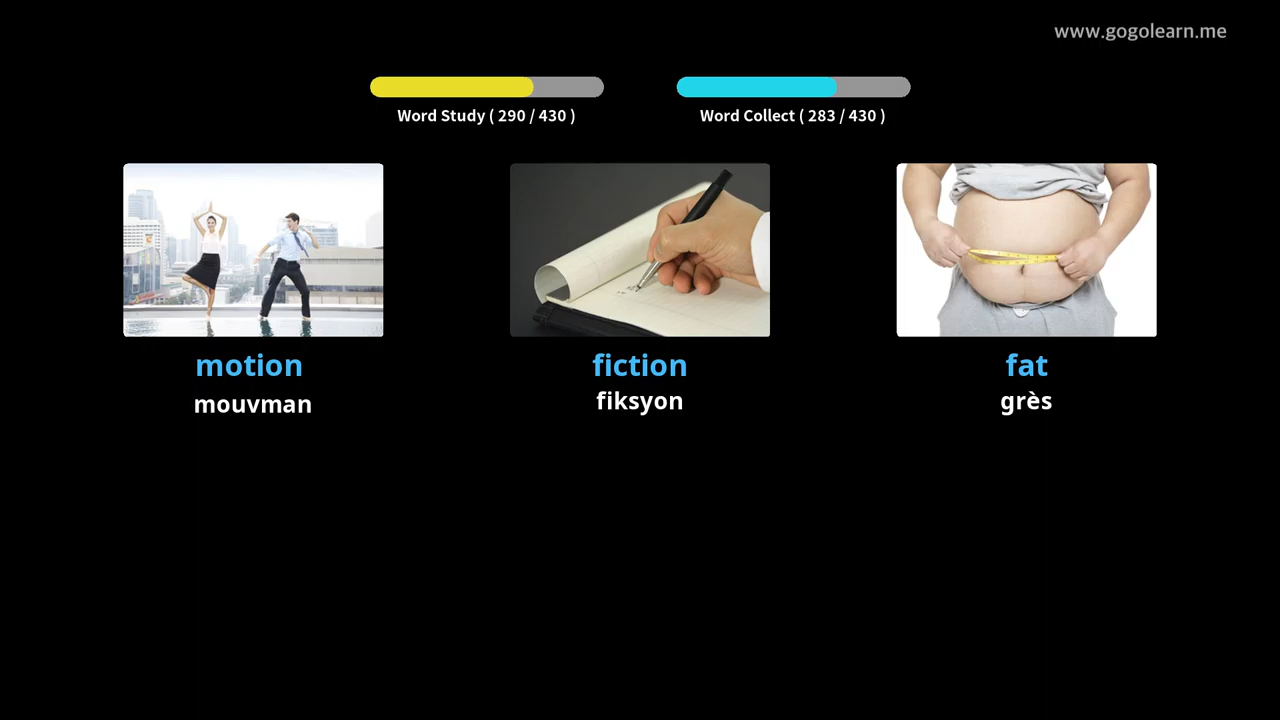 www.gogolearn.me
Word Study ( 290 / 430 )
Word Collect ( 283 / 430 )
motion
mouvman
fiction
fiksyon
fat
grès